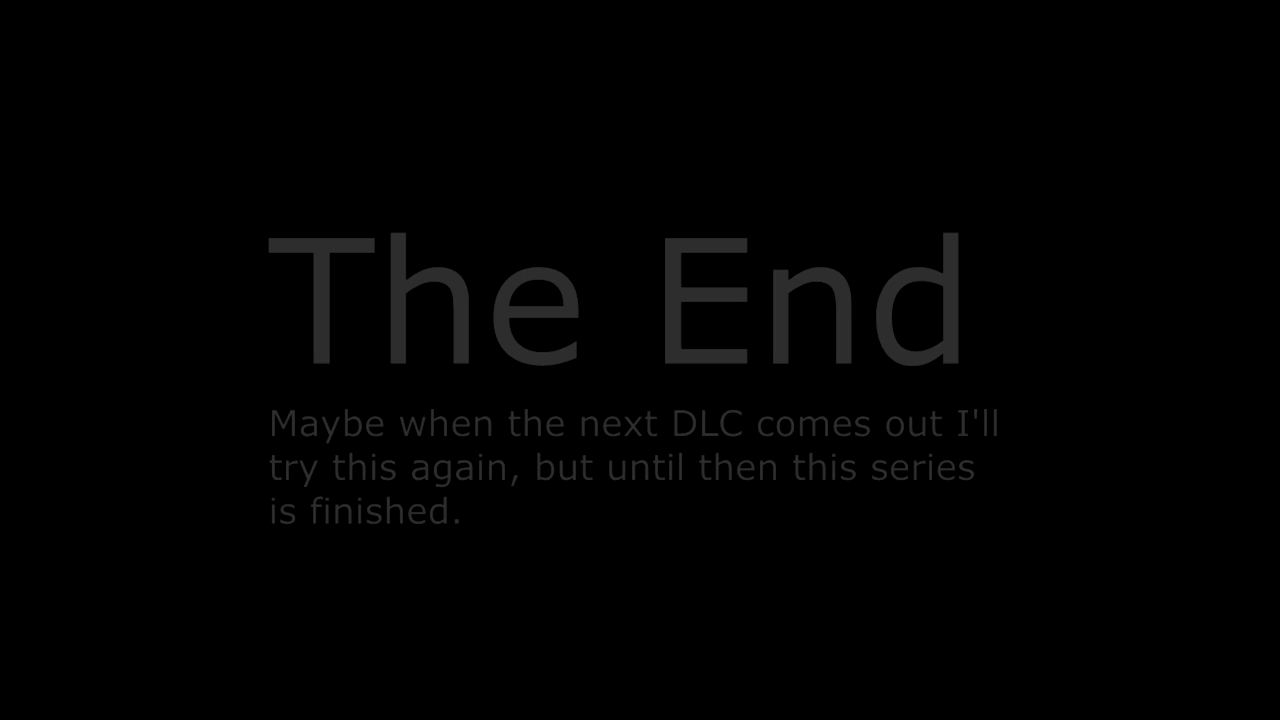 The End
Maybe when the next DLC comes out I'll
try this again, but until then this series
is finished.